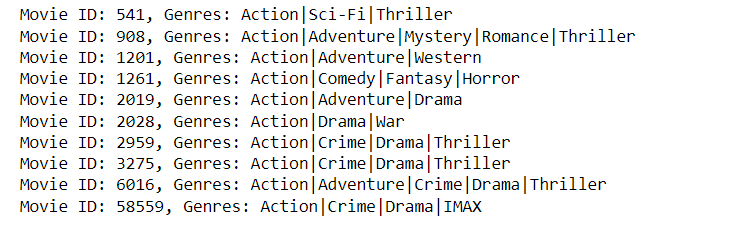 Movie ID: 541, Genres: Action|Sci-Fi|Thriller
Movie ID: 908, Genres: Action|Adventure|Mystery|Romance|Thriller
Movie ID: 1201, Genres: Action|Adventure|Western
Movie ID: 1261, Genres: Action|Comedy|Fantasy|Horror
Movie ID: 2019, Genres: Action|Adventure|Drama
Movie ID: 2028, Genres: Action|Drama|War
Movie ID: 2959, Genres: Action|Crime|Drama|Thriller
Movie ID: 3275, Genres: Action|Crime|Drama|Thriller
Movie ID: 6016, Genres: Action|Adventure|Crime|Drama|Thriller
Movie ID: 58559, Genres: Action|Crime|Drama|IMAX